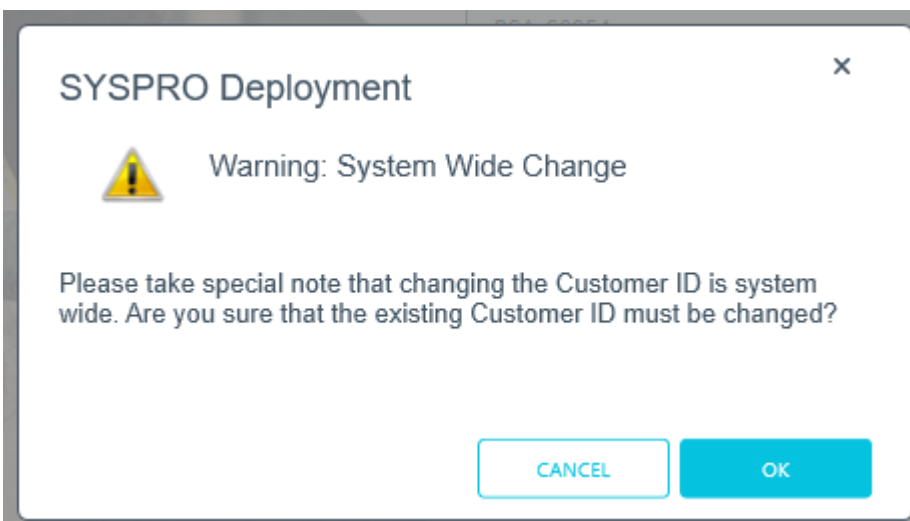 SYSPRO Deployment
Warning: System Wide Change
Please take special note that changing the Customer ID is system
wide. Are you sure that the existing Customer ID must be changed?
CANCEL
OK